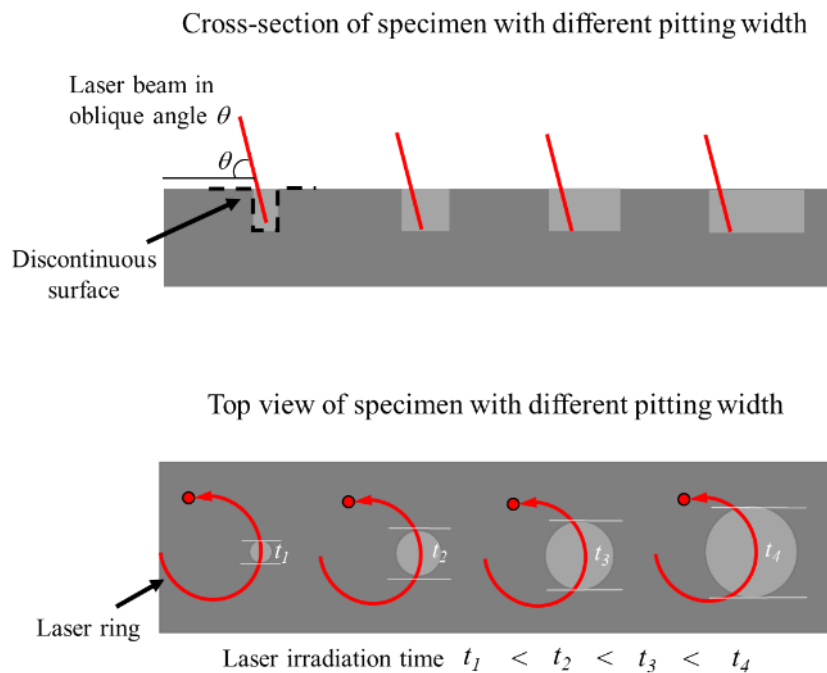 Cross-section of specimen with different pitting width
Laser beam in
oblique angle θ
θ
Discontinuous
surface
Top view of specimen with different pitting width
t1
t2
t3
t4
Laser ring
Laser irradiation time t1 < t2 < t3 < t4